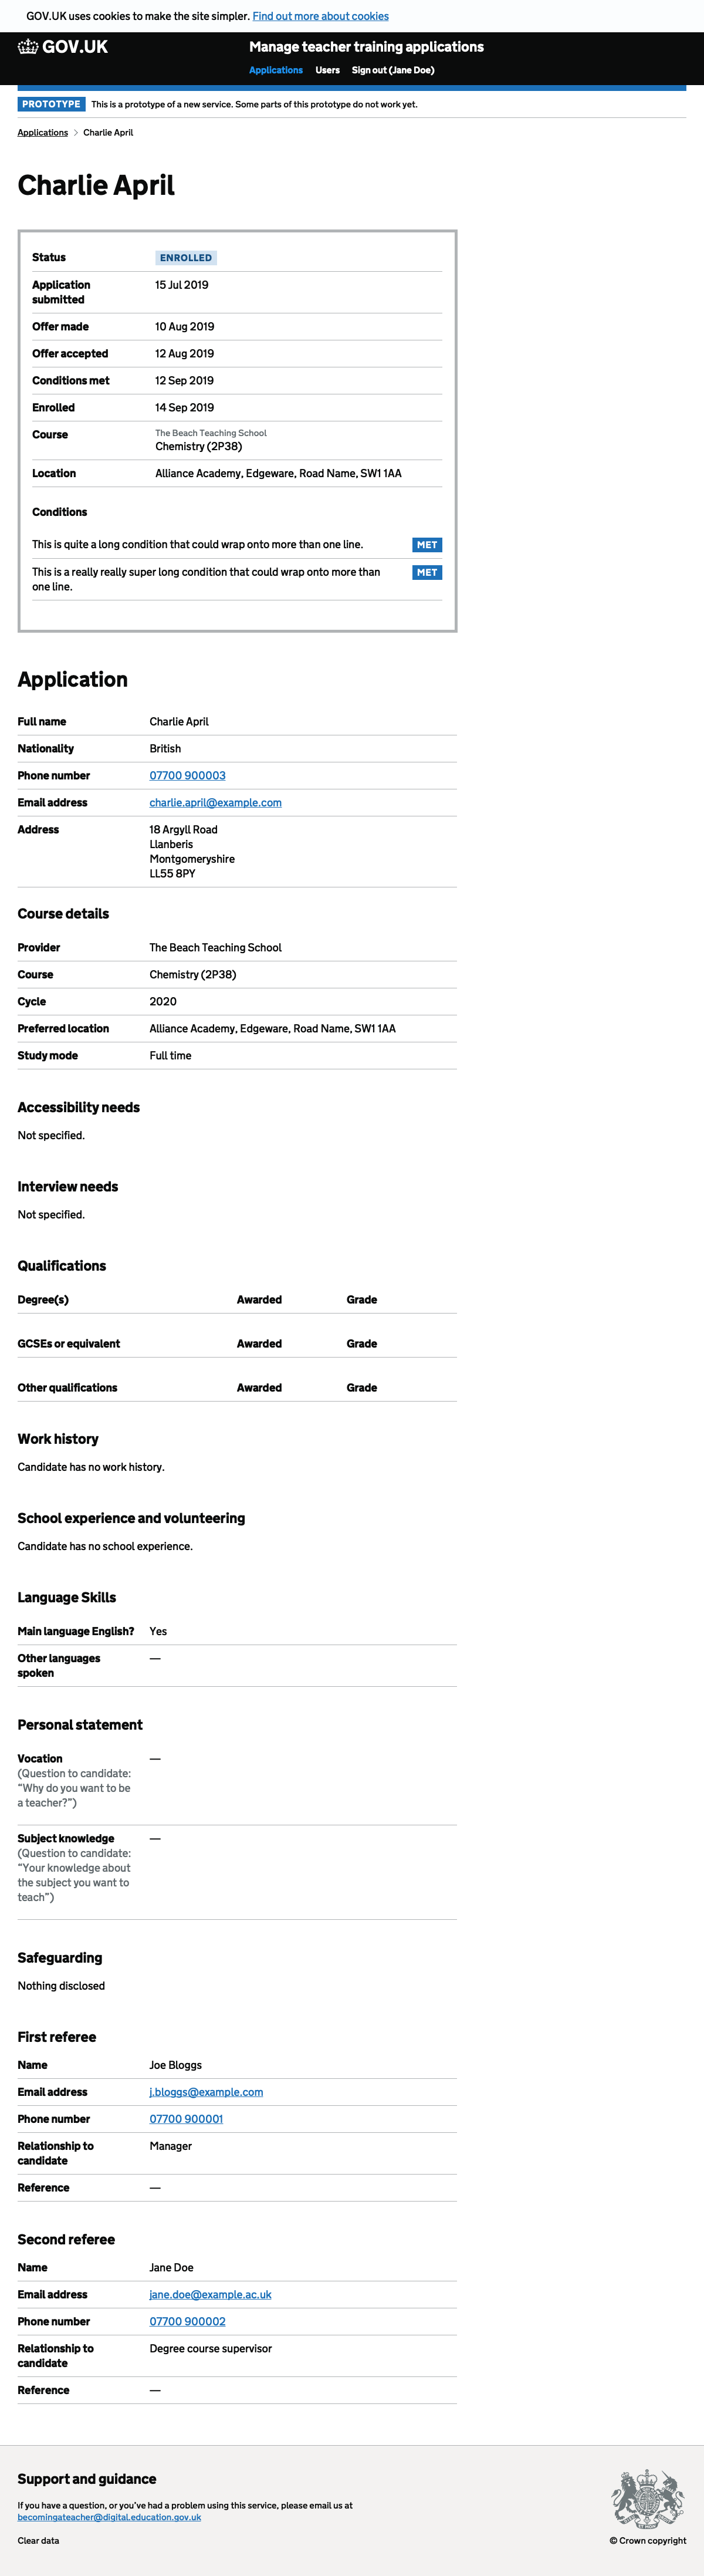 GOV.UK uses cookies to make the site simpler. Find out more about cookies
GOV.UK
Manage teacher training applications
Applications Users Sign out (Jane Doe)
PROTOTYPE This is a prototype of a new service. Some parts of this prototype do not work yet.
Applications > Charlie April
Charlie April
Status ENROLLED
Application 15 Jul 2019
submitted
Offer made 10 Aug 2019
Offer accepted 12 Aug 2019
Conditions met 12 Sep 2019
Enrolled 14 Sep 2019
Course The Beach Teaching School
Chemistry (2P38)
Location Alliance Academy, Edgeware, Road Name, SW1 1AA
Conditions
This is quite a long condition that could wrap onto more than one line. MET
This is a really really super long condition that could wrap onto more than MET
one line.
Application
Full name Charlie April
Nationality British
Phone number 07700 900003
Email address charlie.april@example.com
Address 18 Argyll Road
Llanberis
Montgomeryshire
LL55 8PY
Course details
Provider The Beach Teaching School
Course Chemistry (2P38)
Cycle 2020
Preferred location Alliance Academy, Edgeware, Road Name, SW1 1AA
Study mode Full time
Accessibility needs
Not specified.
Interview needs
Not specified.
Qualifications
Degree(s) Awarded Grade
GCSEs or equivalent Awarded Grade
Other qualifications Awarded Grade
Work history
Candidate has no work history.
School experience and volunteering
Candidate has no school experience.
Language Skills
Main language English? Yes
Other languages —
spoken
Personal statement
Vocation —
(Question to candidate:
“Why do you want to be
a teacher?”)
Subject knowledge —
(Question to candidate:
“Your knowledge about
the subject you want to
teach”)
Safeguarding
Nothing disclosed
First referee
Name Joe Bloggs
Email address j.bloggs@example.com
Phone number 07700 900001
Relationship to Manager
candidate
Reference —
Second referee
Name Jane Doe
Email address jane.doe@example.ac.uk
Phone number 07700 900002
Relationship to Degree course supervisor
candidate
Reference —
Support and guidance
If you have a question, or you’ve had a problem using this service, please email us at
becomingateacher@digital.education.gov.uk
Clear data
© Crown copyright